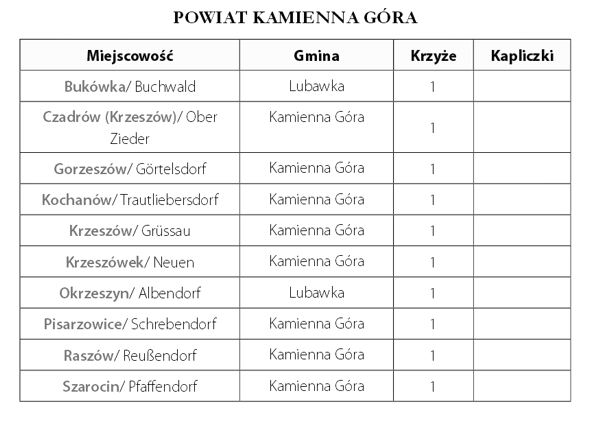 POWIAT KAMIENNA GÓRA
Miejscowość Gmina Krzyże Kapliczki
Bukówka/ Buchwald Lubawka 1
Czadrów (Krzeszów)/ Ober Kamienna Góra 1
Zieder
Gorzeszów/ Görtelsdorf Kamienna Góra 1
Kochanów/ Trautliebersdorf Kamienna Góra 1
Krzeszów/ Grüssau Kamienna Góra 1
Krzeszówek/ Neuen Kamienna Góra 1
Okrzeszyn/ Albendorf Lubawka 1
Pisarzowice/ Schrebendorf Kamienna Góra 1
Raszów/ Reußendorf Kamienna Góra 1
Szarocin/ Pfaffendorf Kamienna Góra 1